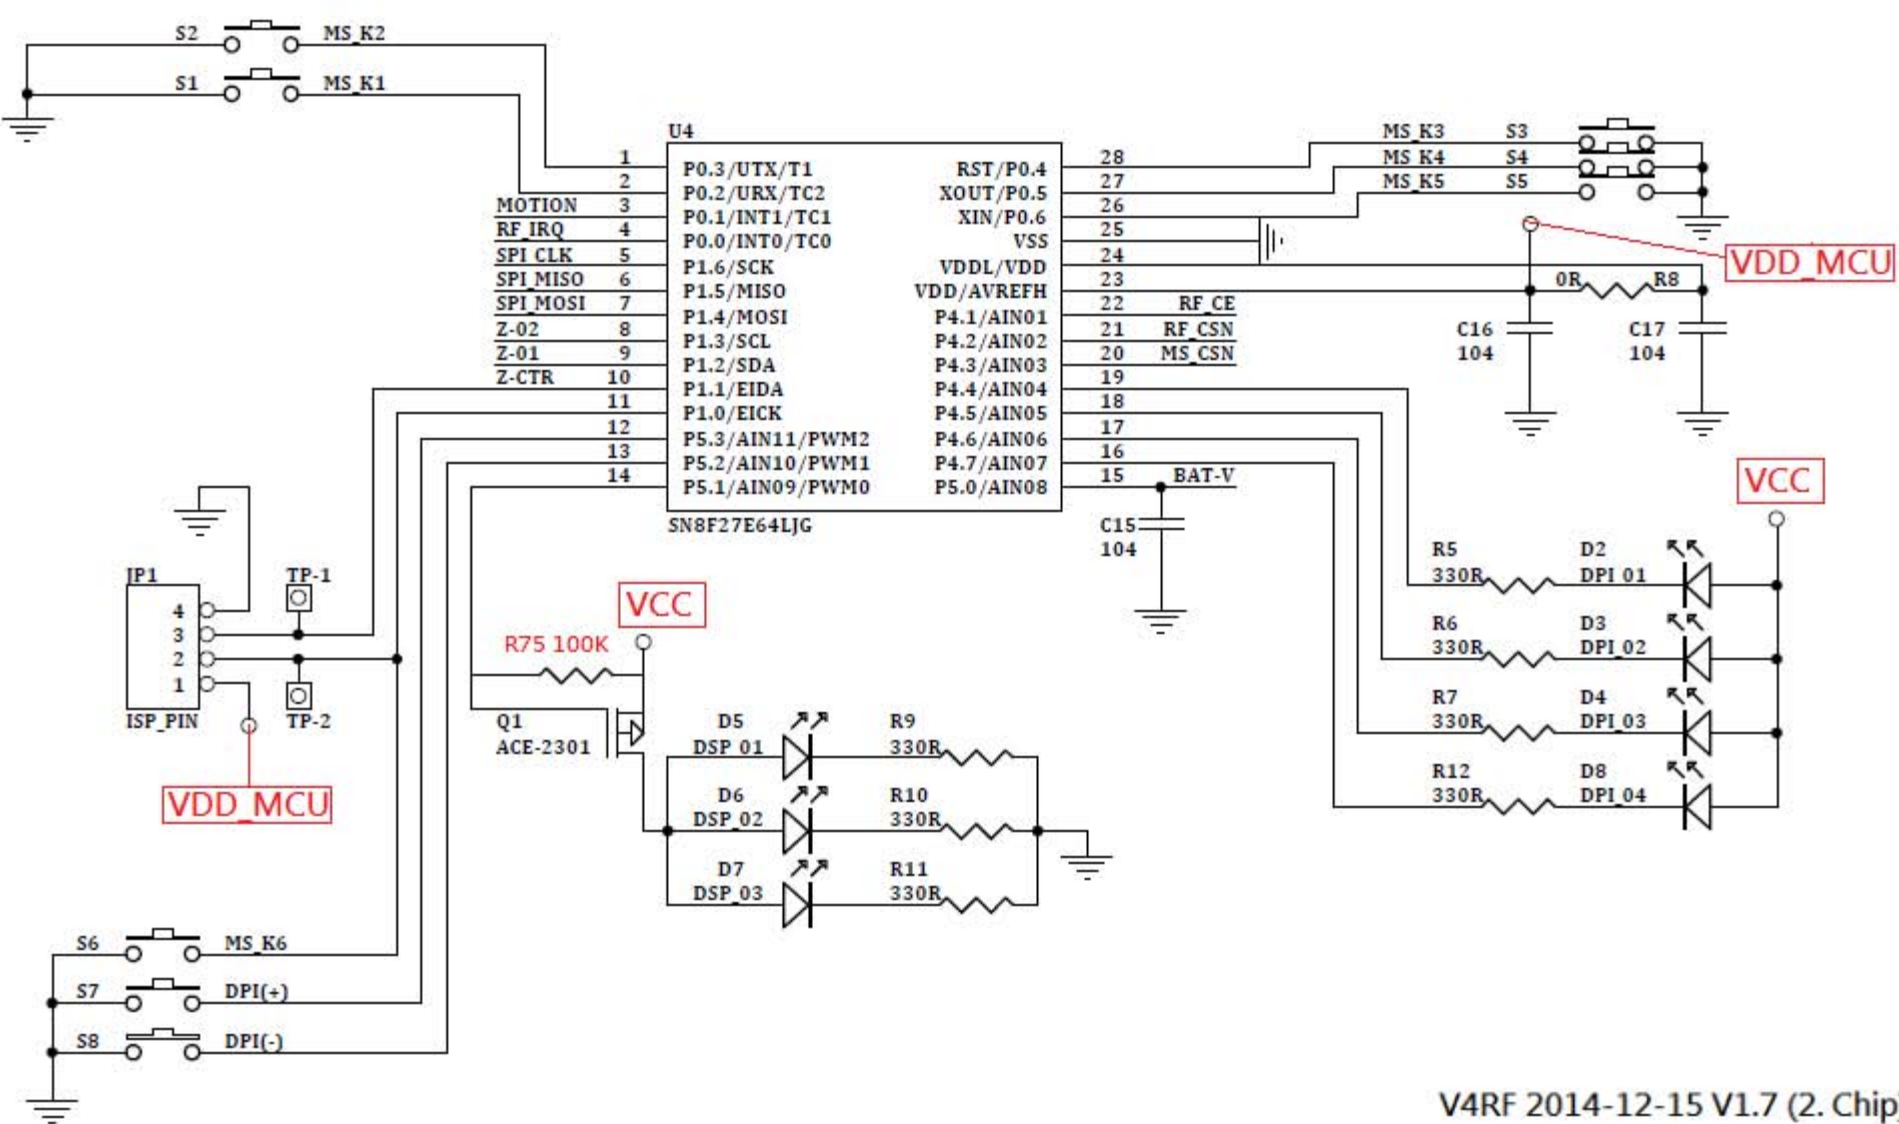 S2 MS_K2
S1 MS_K1
U4
MS_K3 S3
MS_K4 S4
MS_K5 S5
1 P0.3/UTX/T1 RST/P0.4 28
2 P0.2/URX/TC2 XOUT/P0.5 27
MOTION 3 P0.1/INT1/TC1 XIN/P0.6 26
RF_IRQ 4 P0.0/INT0/TC0 VSS 25
SPI_CLK 5 P1.6/SCK VDDL/VDD 24
SPI_MISO 6 P1.5/MISO VDD/AVREFH 23
SPI_MOSI 7 P1.4/MOSI P4.1/AIN01 22 RF_CE
Z-02 8 P1.3/SCL P4.2/AIN02 21 RF_CSN
Z-01 9 P1.2/SDA P4.3/AIN03 20 MS_CSN
Z-CTR 10 P1.1/EIDA P4.4/AIN04 19
11 P1.0/EICK P4.5/AIN05 18
12 P5.3/AIN11/PWM2 P4.6/AIN06 17
13 P5.2/AIN10/PWM1 P4.7/AIN07 16
14 P5.1/AIN09/PWM0 P5.0/AIN08 15 BAT-V
SN8F27E64LJG
VDD_MCU
0R R8
C16
104
C17
104
C15
104
VCC
R5 D2
330R DPI_01
R6 D3
330R DPI_02
R7 D4
330R DPI_03
R12 D8
330R DPI_04
JP1 TP-1
4
3
2
1
ISP_PIN TP-2
VDD_MCU
VCC
R75 100K
Q1
ACE-2301
D5 R9
DSP_01 330R
D6 R10
DSP_02 330R
D7 R11
DSP_03 330R
S6 MS_K6
S7 DPI(+)
S8 DPI(-)
V4RF 2014-12-15 V1.7 (2. Chip)